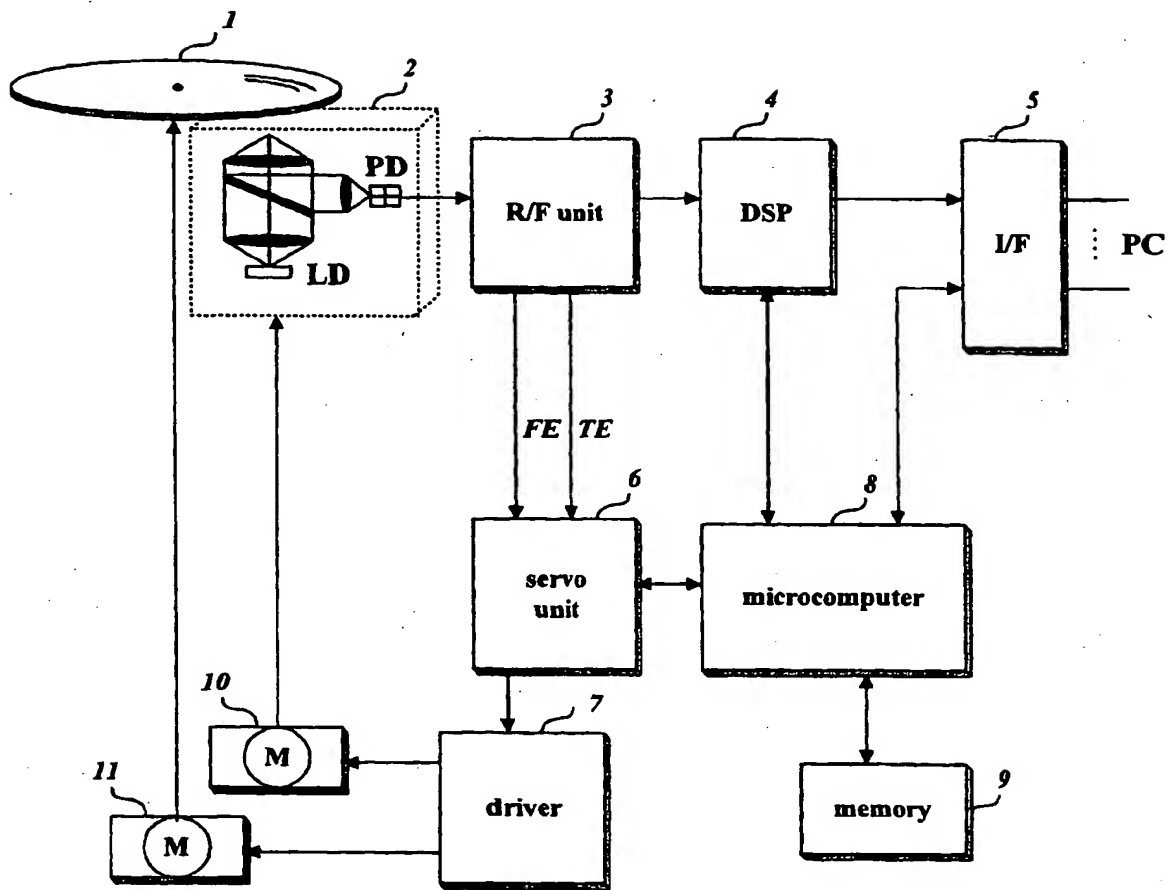 1
2
3
4
5
PD
R/F unit
DSP
I/F
PC
LD
FE TE
6
8
servo
unit
microcomputer
10
7
M
11
9
driver
memory
M